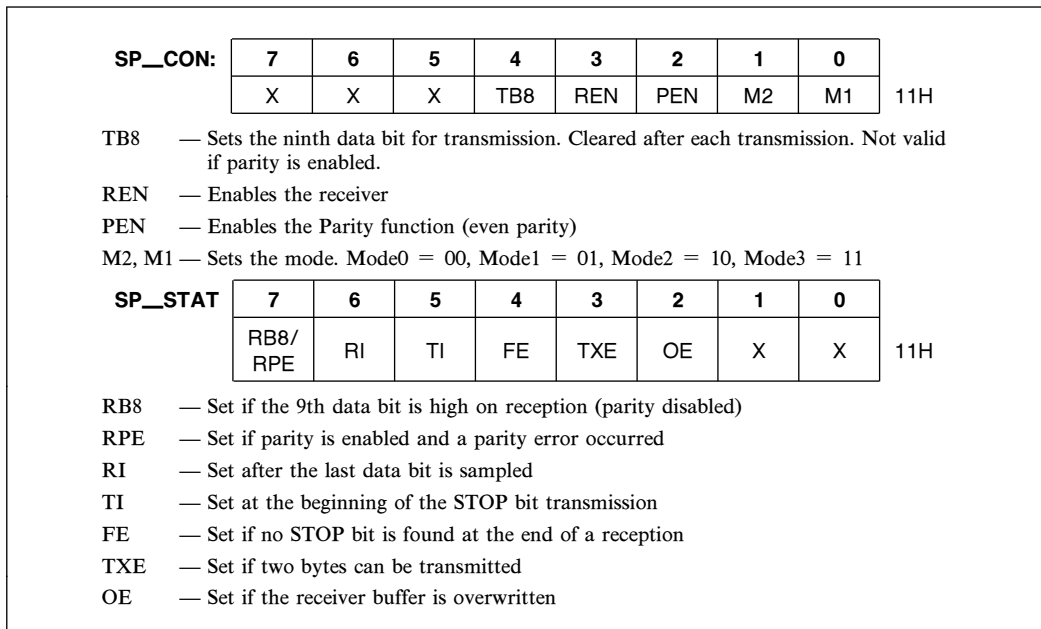 SP__CON: 7 6 5 4 3 2 1 0
X X X TB8 REN PEN M2 M1 11H
TB8 — Sets the ninth data bit for transmission. Cleared after each transmission. Not valid
if parity is enabled.
REN — Enables the receiver
PEN — Enables the Parity function (even parity)
M2, M1 — Sets the mode. Mode0 = 00, Mode1 = 01, Mode2 = 10, Mode3 = 11
SP__STAT 7 6 5 4 3 2 1 0
RB8/
RPE RI TI FE TXE OE X X 11H
RB8 — Set if the 9th data bit is high on reception (parity disabled)
RPE — Set if parity is enabled and a parity error occurred
RI — Set after the last data bit is sampled
TI — Set at the beginning of the STOP bit transmission
FE — Set if no STOP bit is found at the end of a reception
TXE — Set if two bytes can be transmitted
OE — Set if the receiver buffer is overwritten